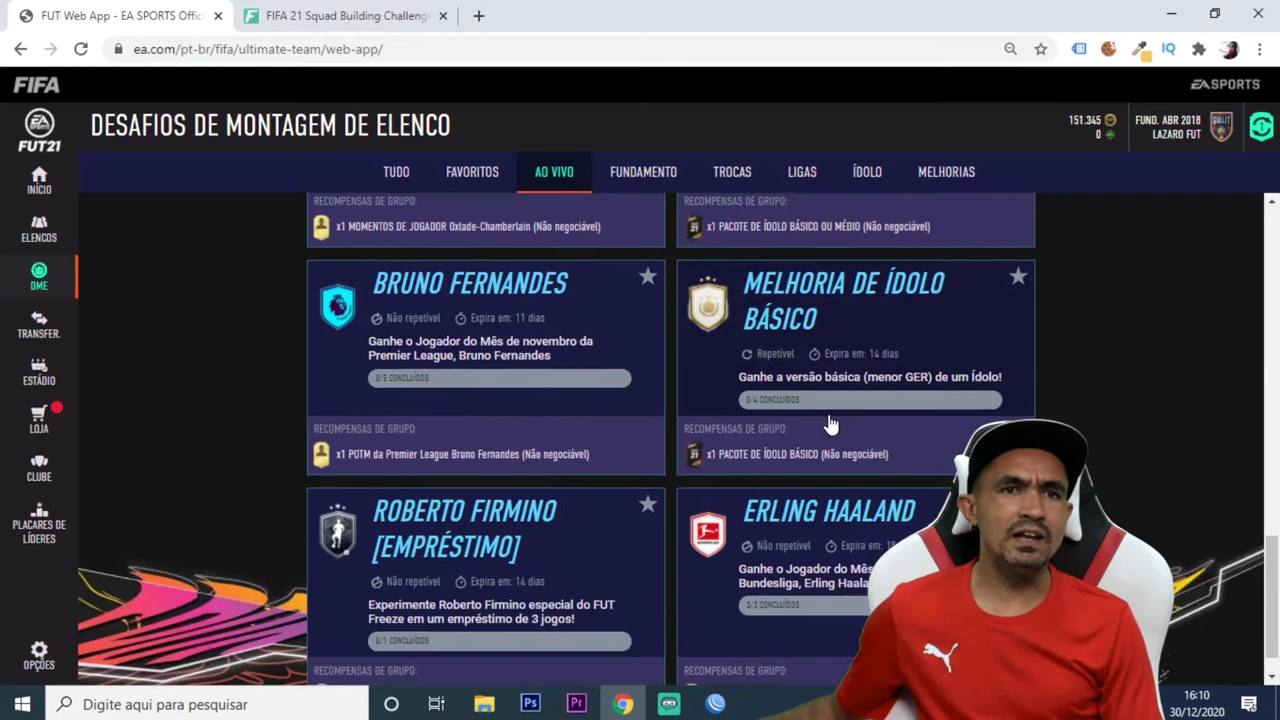 FUT Web App - EA SPORTS Offici
FIFA 21 Squad Building Challeng
ea.com/pt-br/fifa/ultimate-team/web-app/
FIFA
EA SPORTS
EA SPORTS
FUT21
DESAFIOS DE MONTAGEM DE ELENCO
151.345
0
FUND. ABR 2018
LAZARO FUT
TUDO
FAVORITOS
AO VIVO
FUNDAMENTO
TROCAS
LIGAS
ÍDOLO
MELHORIAS
INÍCIO
ELENCOS
DME
TRANSFER.
ESTÁDIO
LOJA
CLUBE
PLACARES DE
LÍDERES
OPÇÕES
RECOMPENSAS DE GRUPO:
x1 MOMENTOS DE JOGADOR Oxlade-Chamberlain (Não negociável)
RECOMPENSAS DE GRUPO:
x1 PACOTE DE ÍDOLO BÁSICO OU MÉDIO (Não negociável)
BRUNO FERNANDES
Não repetível
Expira em: 11 dias
Ganhe o Jogador do Mês de novembro da
Premier League, Bruno Fernandes
0/5 CONCLUÍDOS
RECOMPENSAS DE GRUPO:
x1 POTM da Premier League Bruno Fernandes (Não negociável)
MELHORIA DE ÍDOLO
BÁSICO
Repetível
Expira em: 14 dias
Ganhe a versão básica (menor GER) de um Ídolo!
0/4 CONCLUÍDOS
RECOMPENSAS DE GRUPO:
x1 PACOTE DE ÍDOLO BÁSICO (Não negociável)
ROBERTO FIRMINO
[EMPRÉSTIMO]
Não repetível
Expira em: 14 dias
Experimente Roberto Firmino especial do FUT
Freeze em um empréstimo de 3 jogos!
0/1 CONCLUÍDOS
RECOMPENSAS DE GRUPO:
ERLING HAALAND
Não repetível
Expira em:
Ganhe o Jogador do Mês
Bundesliga, Erling Haala
0/3 CONCLUÍDOS
RECOMPENSAS DE GRUPO:
PUMA
Digite aqui para pesquisar
16:10
30/12/2020